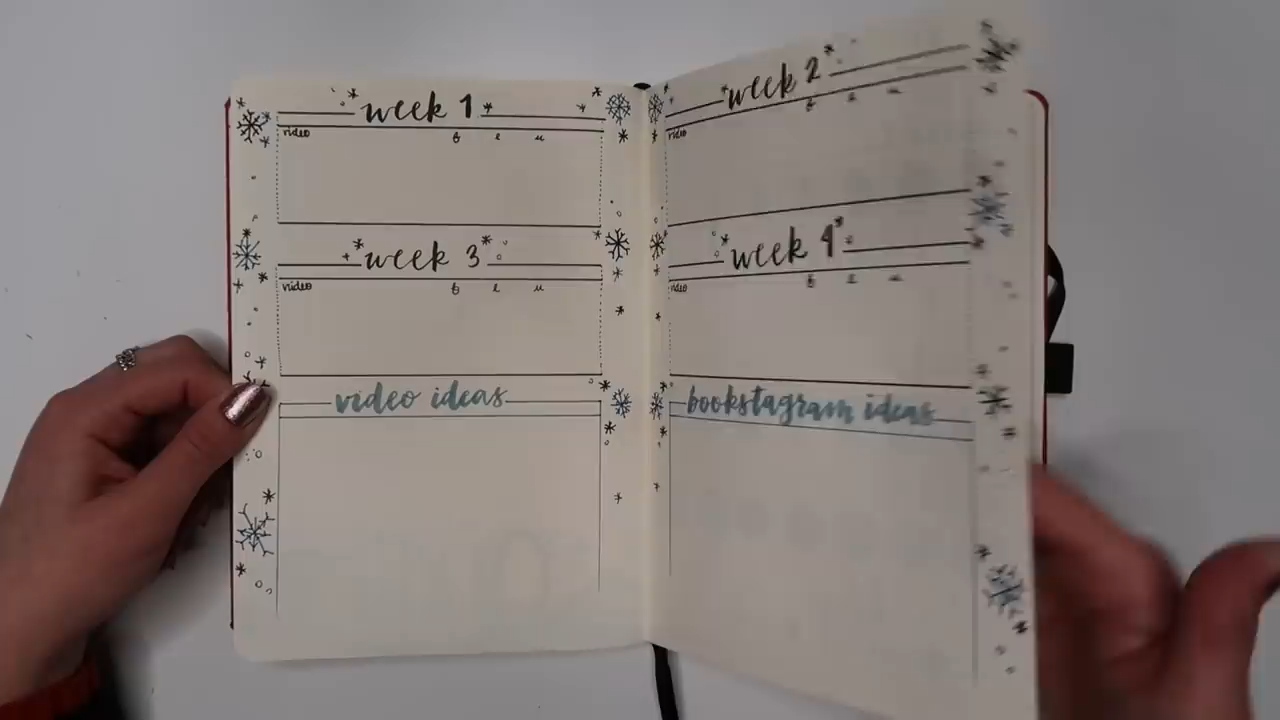 week 1
video f e u
week 3
video f e u
video ideas
week 2
video f e u
week 4
video f e u
bookstagram ideas